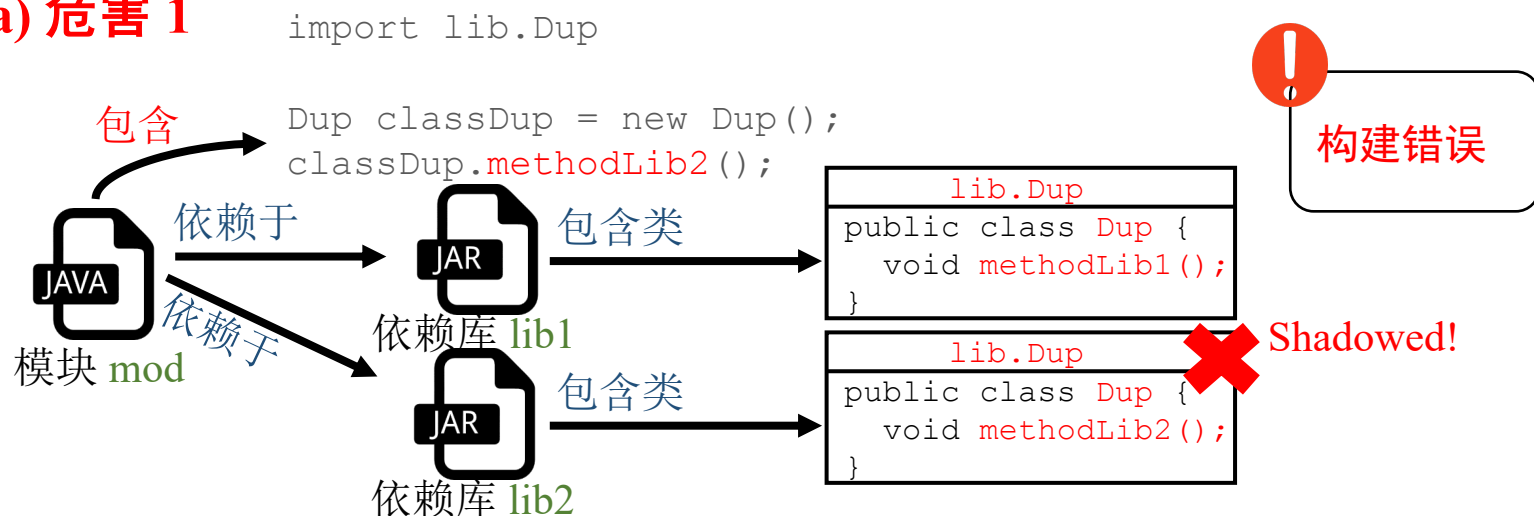 a) 危害 1
import lib.Dup
包含
Dup classDup = new Dup();
classDup.methodLib2();
构建错误
JAVA
模块 mod
依赖于
依赖于
JAR
依赖库 lib1
包含类
lib.Dup
public class Dup {
void methodLib1();
}
JAR
依赖库 lib2
包含类
lib.Dup
public class Dup {
void methodLib2();
}
Shadowed!